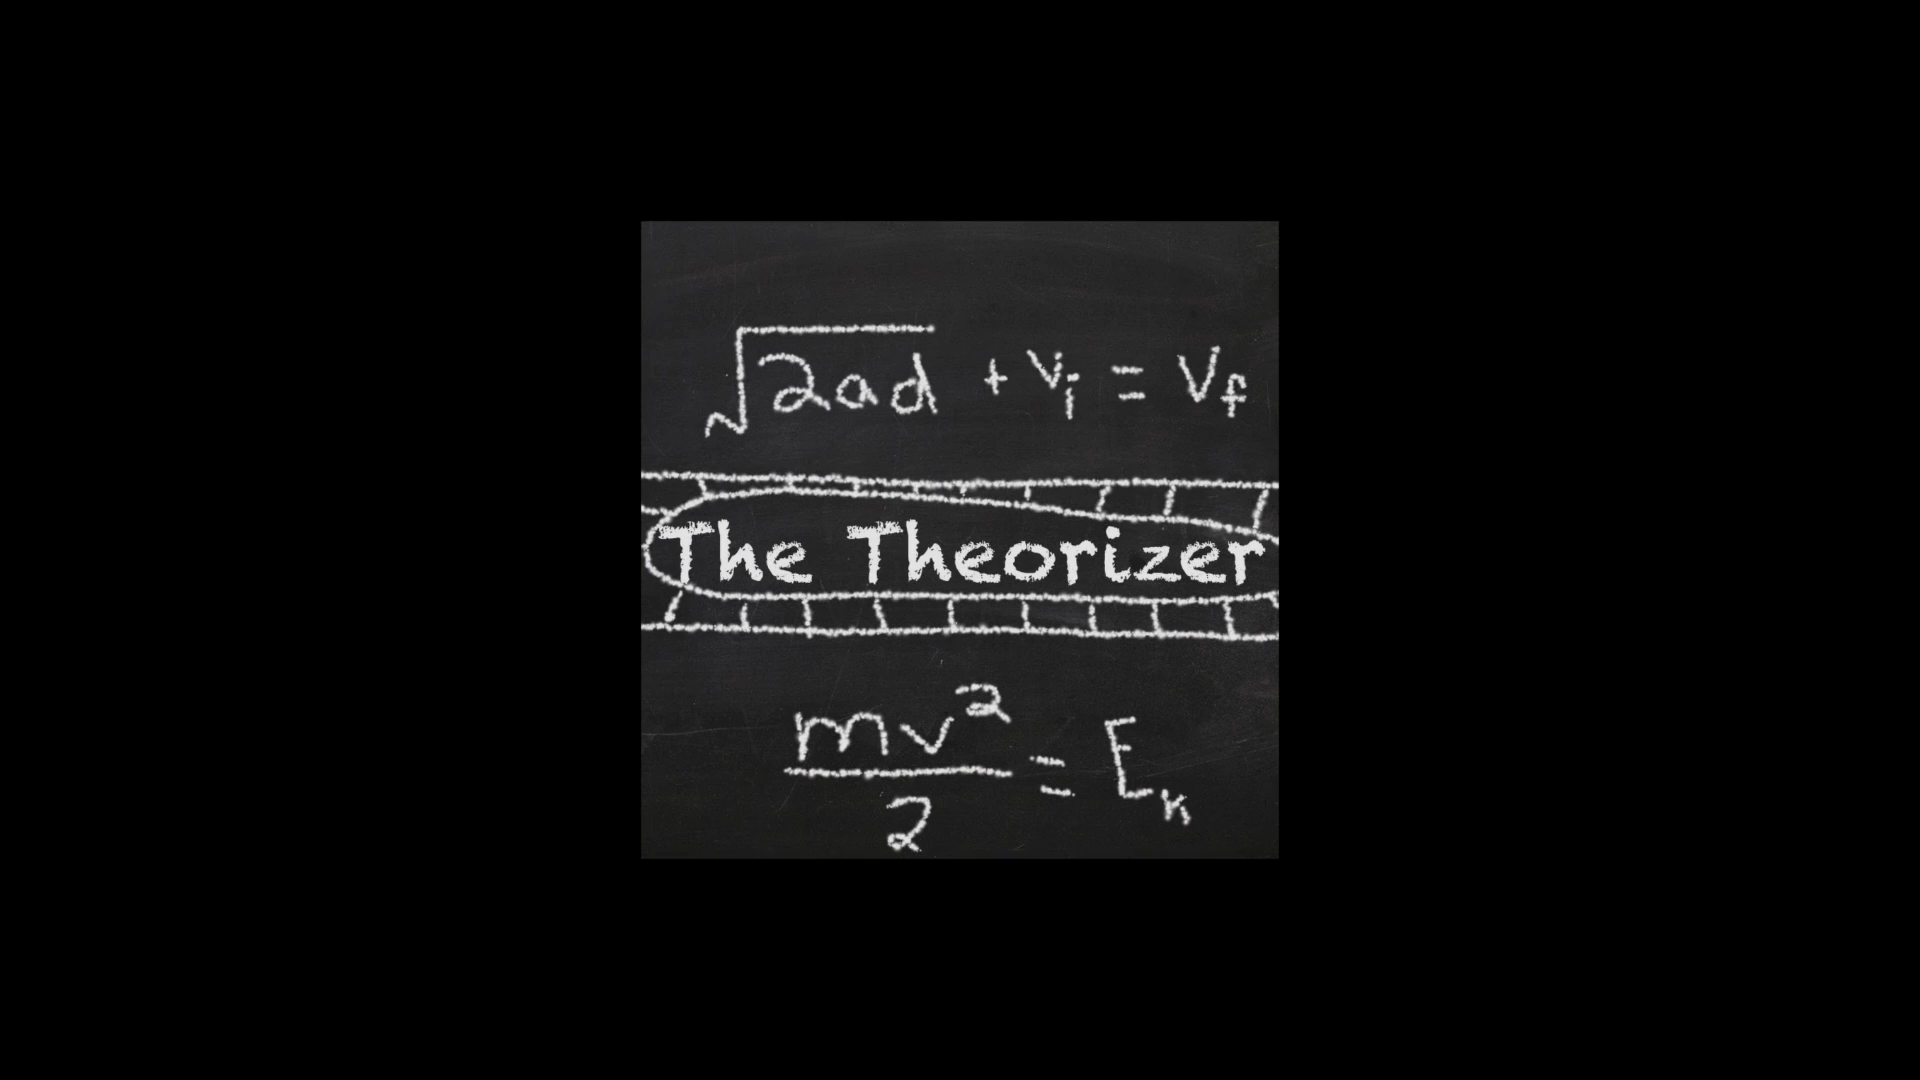 √2ad + Vi = Vf
The Theorizer
mv²
2
= Ek